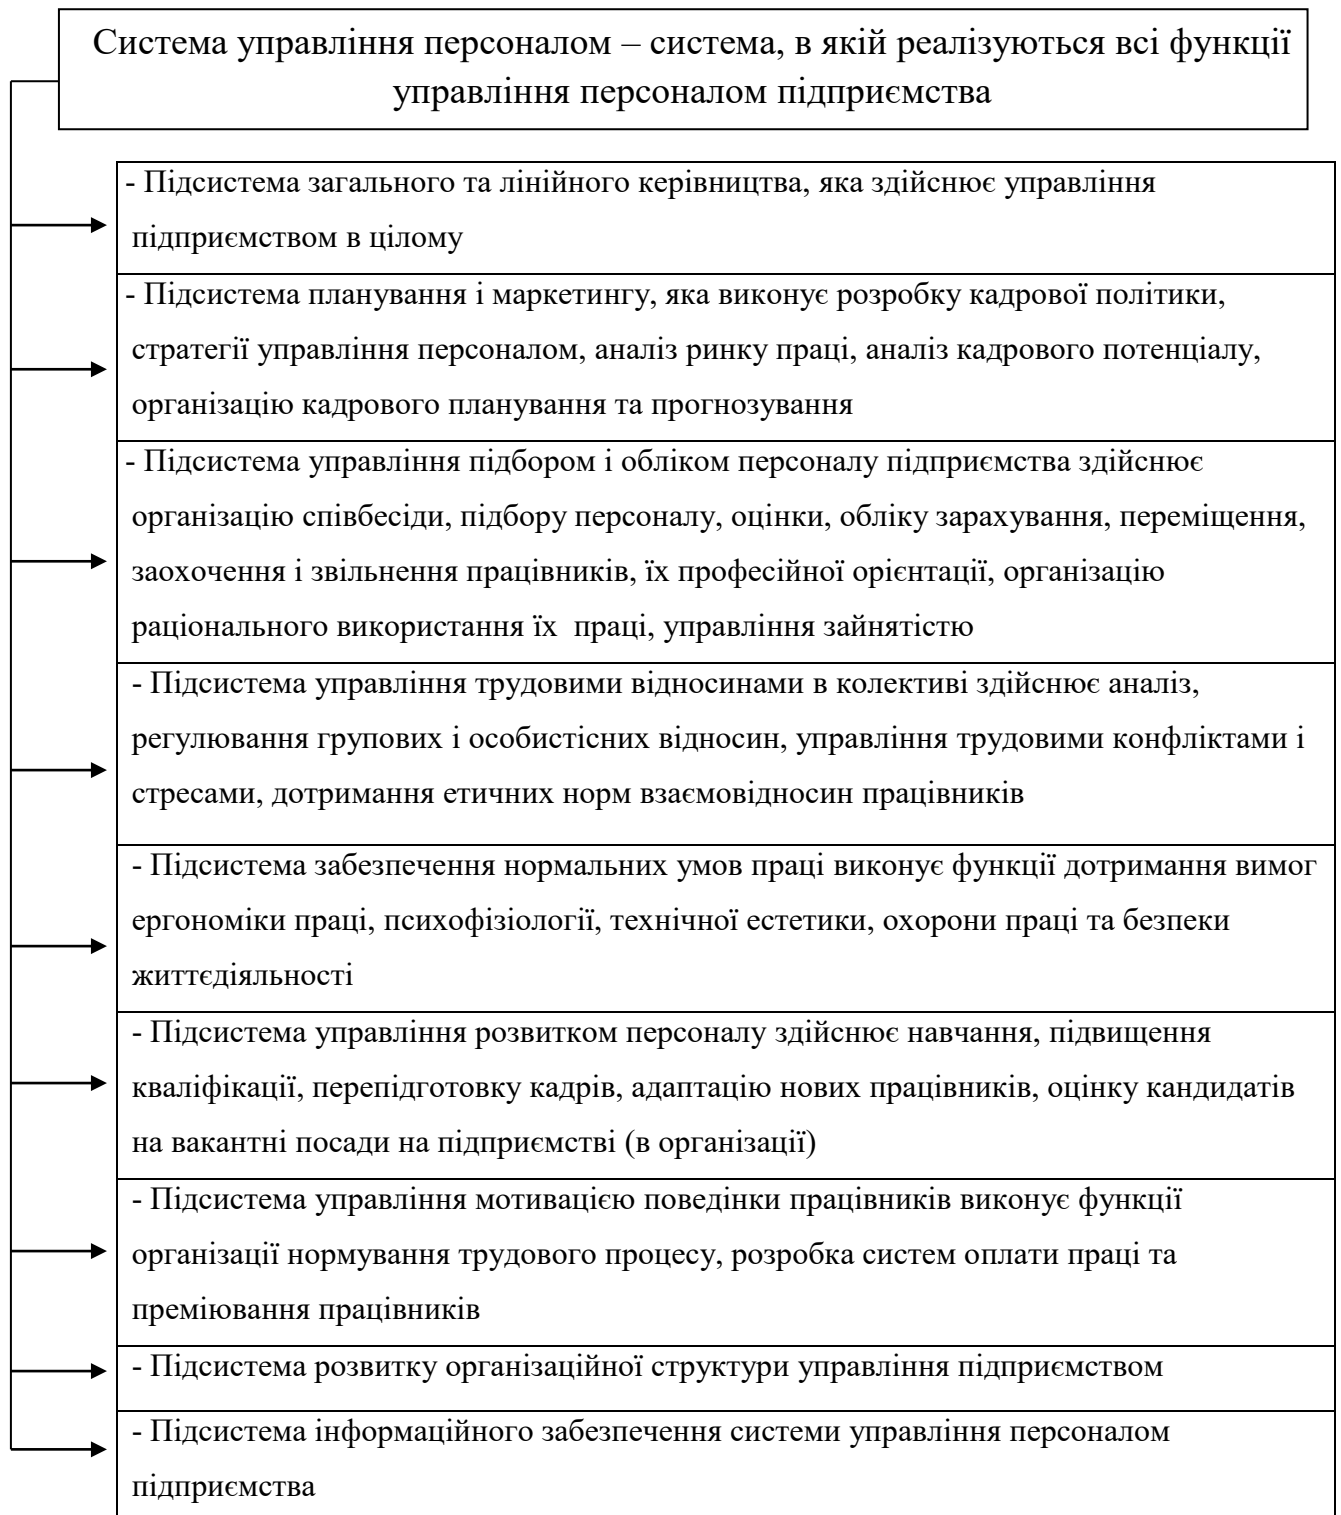 Система управління персоналом – система, в якій реалізуються всі функції
управління персоналом підприємства
- Підсистема загального та лінійного керівництва, яка здійснює управління
підприємством в цілому
- Підсистема планування і маркетингу, яка виконує розробку кадрової політики,
стратегії управління персоналом, аналіз ринку праці, аналіз кадрового потенціалу,
організацію кадрового планування та прогнозування
- Підсистема управління підбором і обліком персоналу підприємства здійснює
організацію співбесіди, підбору персоналу, оцінки, обліку зарахування, переміщення,
заохочення і звільнення працівників, їх професійної орієнтації, організацію
раціонального використання їх  праці, управління зайнятістю
- Підсистема управління трудовими відносинами в колективі здійснює аналіз,
регулювання групових і особистісних відносин, управління трудовими конфліктами і
стресами, дотримання етичних норм взаємовідносин працівників
- Підсистема забезпечення нормальних умов праці виконує функції дотримання вимог
ергономіки праці, психофізіології, технічної естетики, охорони праці та безпеки
життєдіяльності
- Підсистема управління розвитком персоналу здійснює навчання, підвищення
кваліфікації, перепідготовку кадрів, адаптацію нових працівників, оцінку кандидатів
на вакантні посади на підприємстві (в організації)
- Підсистема управління мотивацією поведінки працівників виконує функції
організації нормування трудового процесу, розробка систем оплати праці та
преміювання працівників
- Підсистема розвитку організаційної структури управління підприємством
- Підсистема інформаційного забезпечення системи управління персоналом
підприємства